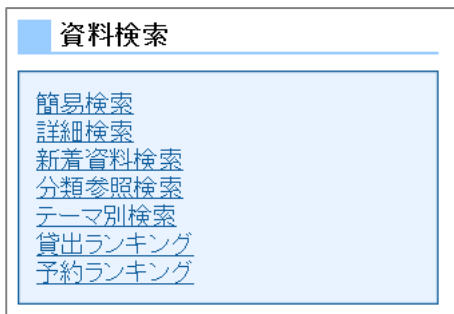 資料検索
簡易検索
詳細検索
新着資料検索
分類参照検索
テーマ別検索
貸出ランキング
予約ランキング